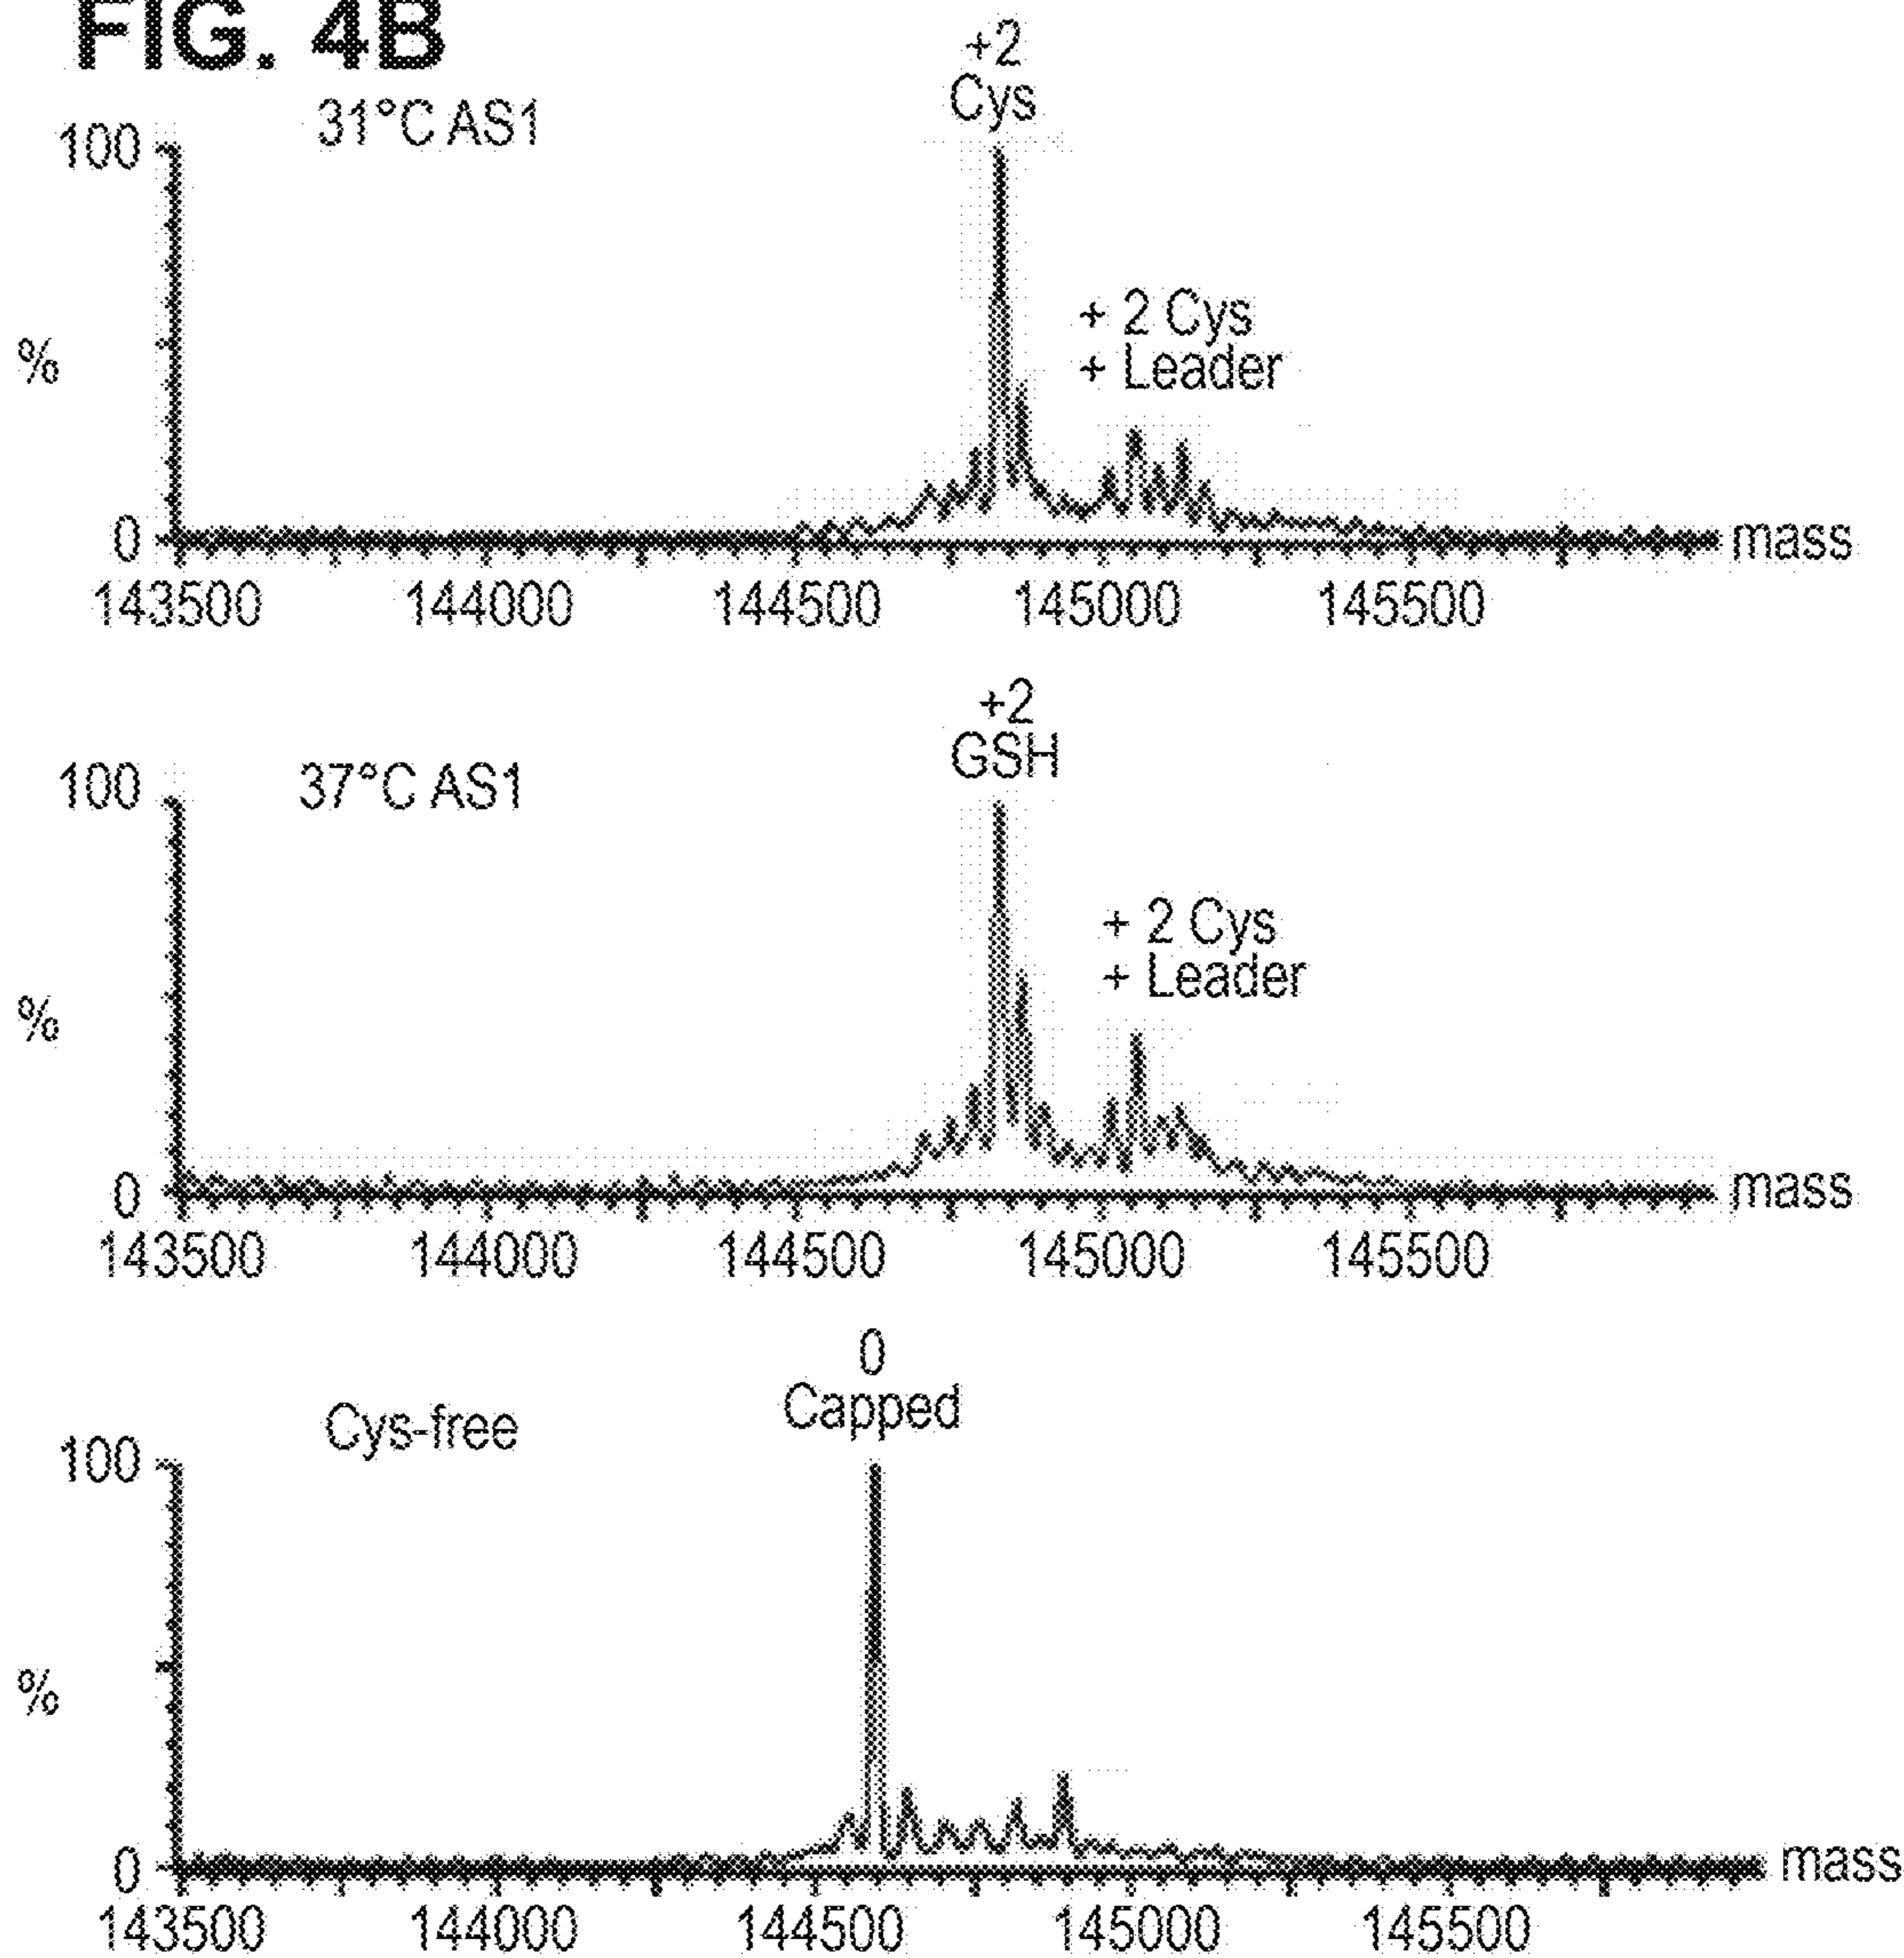 FIG. 4B
+2
Cys
31°C AS1
100
+ 2 Cys
+ Leader
%
0
mass
143500 144000 144500 145000 145500
+2
GSH
37°C AS1
100
+ 2 Cys
+ Leader
%
0
mass
143500 144000 144500 145000 145500
0
Capped
Cys-free
100
%
0
mass
143500 144000 144500 145000 145500